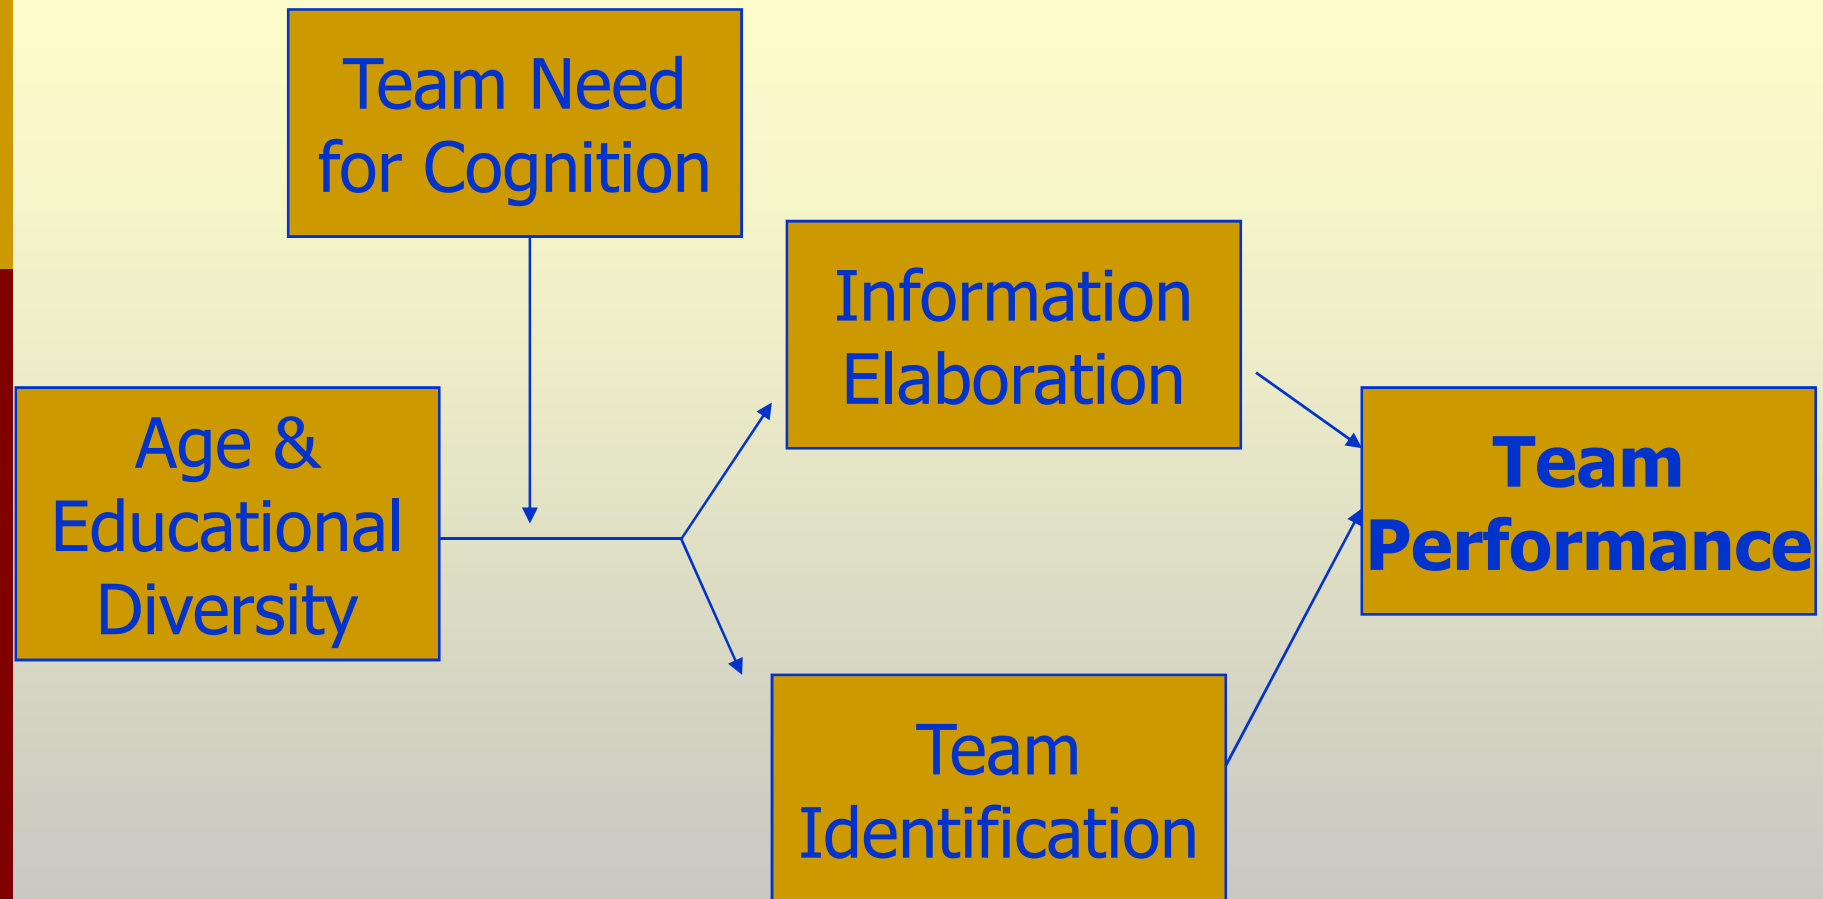 Team Need
for Cognition
Information
Elaboration
Age &
Educational
Diversity
Team
Performance
Team
Identification